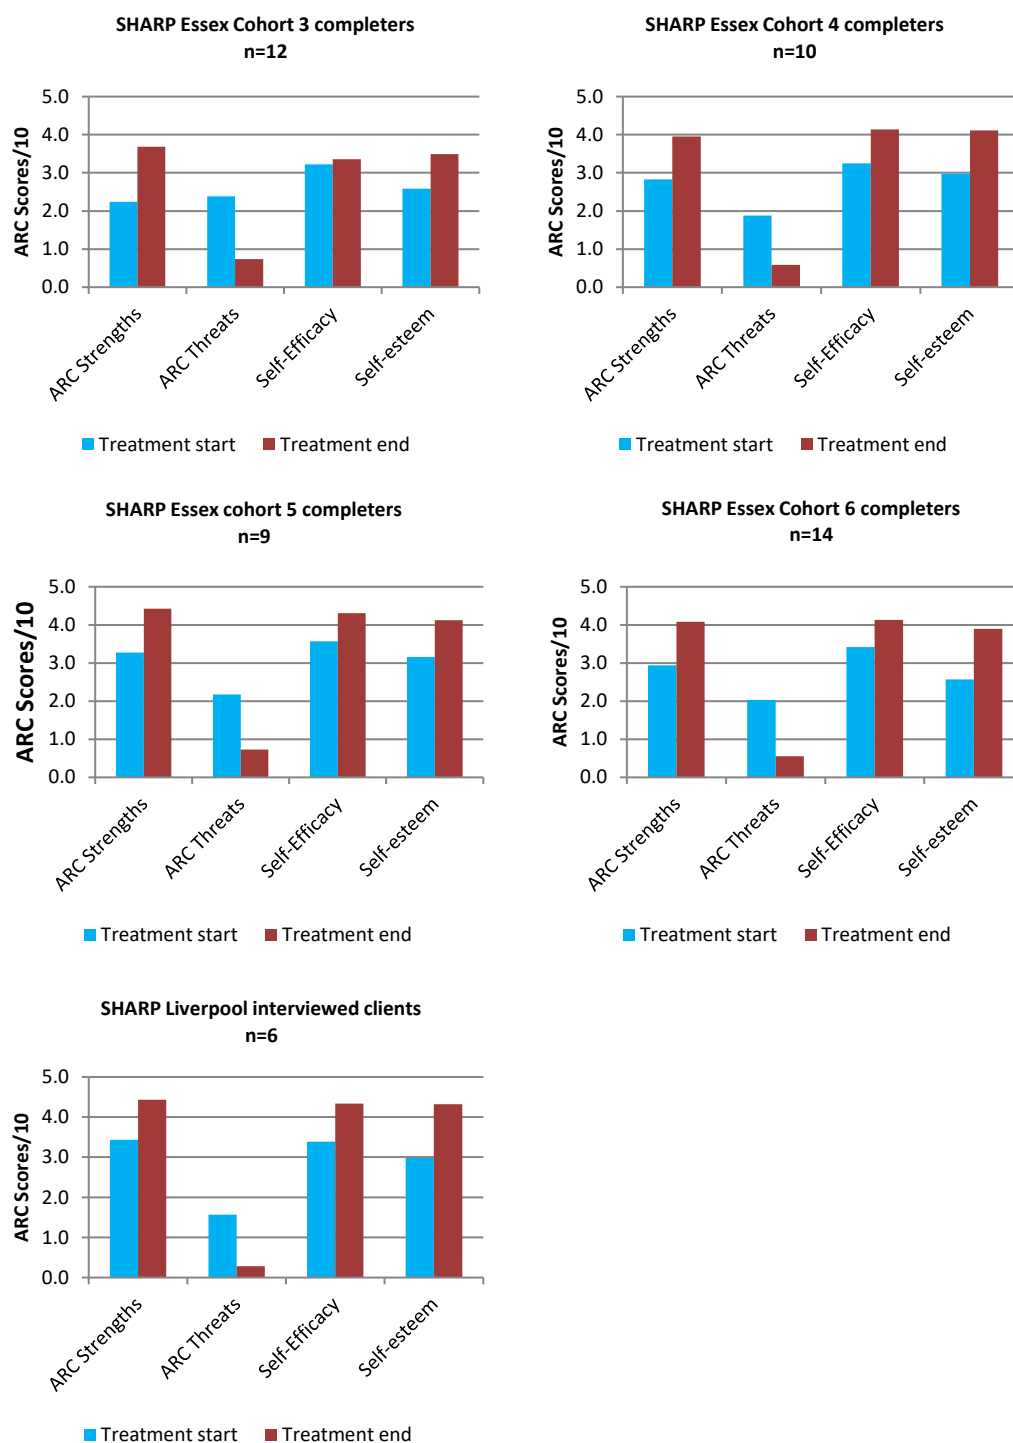 SHARP Essex Cohort 3 completers
n=12
ARC Scores/10
5.0
4.0
3.0
2.0
1.0
0.0
ARC Strengths
ARC Threats
Self-Efficacy
Self-esteem
Treatment start
Treatment end
SHARP Essex Cohort 4 completers
n=10
ARC Scores/10
5.0
4.0
3.0
2.0
1.0
0.0
ARC Strengths
ARC Threats
Self-Efficacy
Self-esteem
Treatment start
Treatment end
SHARP Essex cohort 5 completers
n=9
ARC Scores/10
5.0
4.0
3.0
2.0
1.0
0.0
ARC Strengths
ARC Threats
Self-Efficacy
Self-esteem
Treatment start
Treatment end
SHARP Essex Cohort 6 completers
n=14
ARC Scores/10
5.0
4.0
3.0
2.0
1.0
0.0
ARC Strengths
ARC Threats
Self-Efficacy
Self-esteem
Treatment start
Treatment end
SHARP Liverpool interviewed clients
n=6
ARC Scores/10
5.0
4.0
3.0
2.0
1.0
0.0
ARC Strengths
ARC Threats
Self-Efficacy
Self-esteem
Treatment start
Treatment end